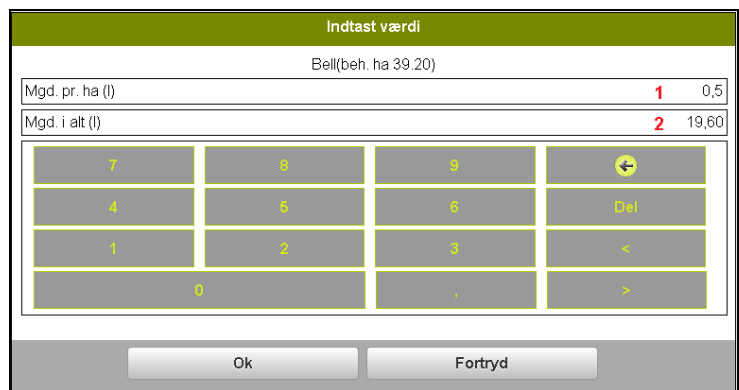 Indtast værdi
Bell(beh. ha 39.20)
Mgd. pr. ha (l) 1 0,5
Mgd. i alt (l) 2 19,60
7 8 9
4 5 6 Del
1 2 3 <
0 , >
Ok Fortryd